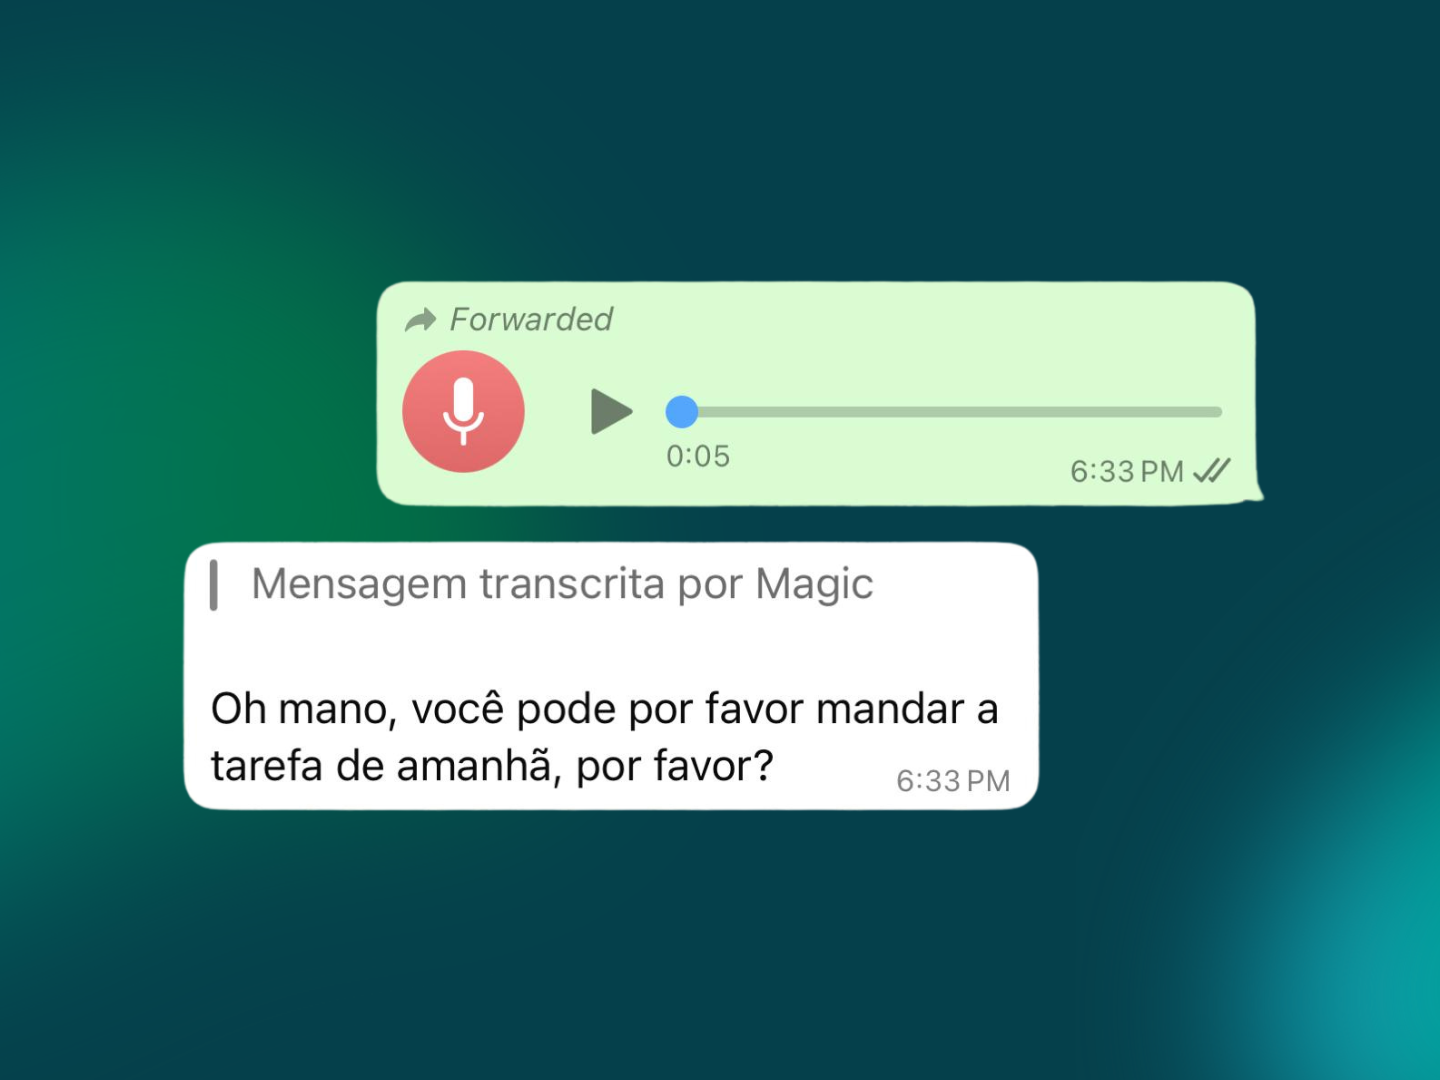 Forwarded
0:05
6:33 PM
Mensagem transcrita por Magic
Oh mano, você pode por favor mandar a
tarefa de amanhã, por favor?
6:33 PM